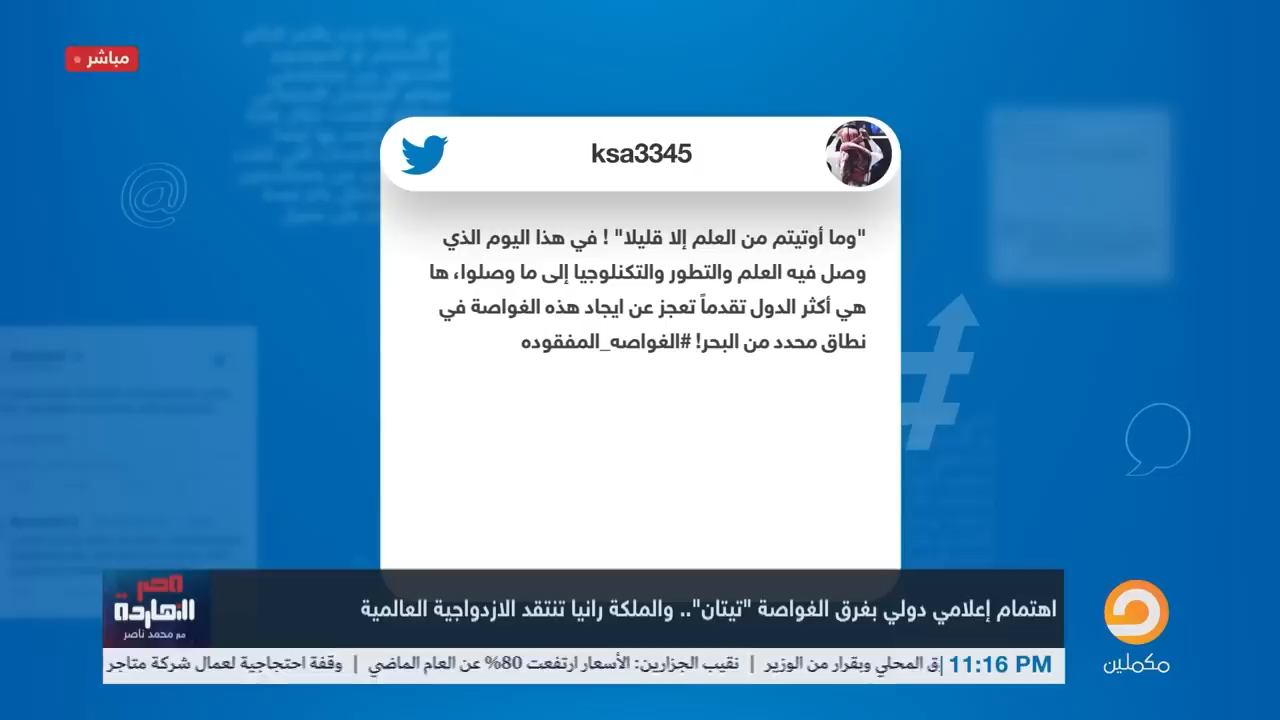 مباشر
ksa3345
"وما أوتيتم من العلم إلا قليلا" ! في هذا اليوم الذي
وصل فيه العلم والتطور والتكنلوجيا إلى ما وصلوا، ها
هي أكثر الدول تقدماً تعجز عن ايجاد هذه الغواصة في
نطاق محدد من البحر! #الغواصه_المفقوده
اهتمام إعلامي دولي بغرق الغواصة "تيتان".. والملكة رانيا تنتقد الازدواجية العالمية
مصر
النهاردة
مع محمد ناصر
11:16 PM
ق المحلي وبقرار من الوزير | نقيب الجزارين: الأسعار ارتفعت 80% عن العام الماضي | وقفة احتجاجية لعمال شركة متاجر
مكملين